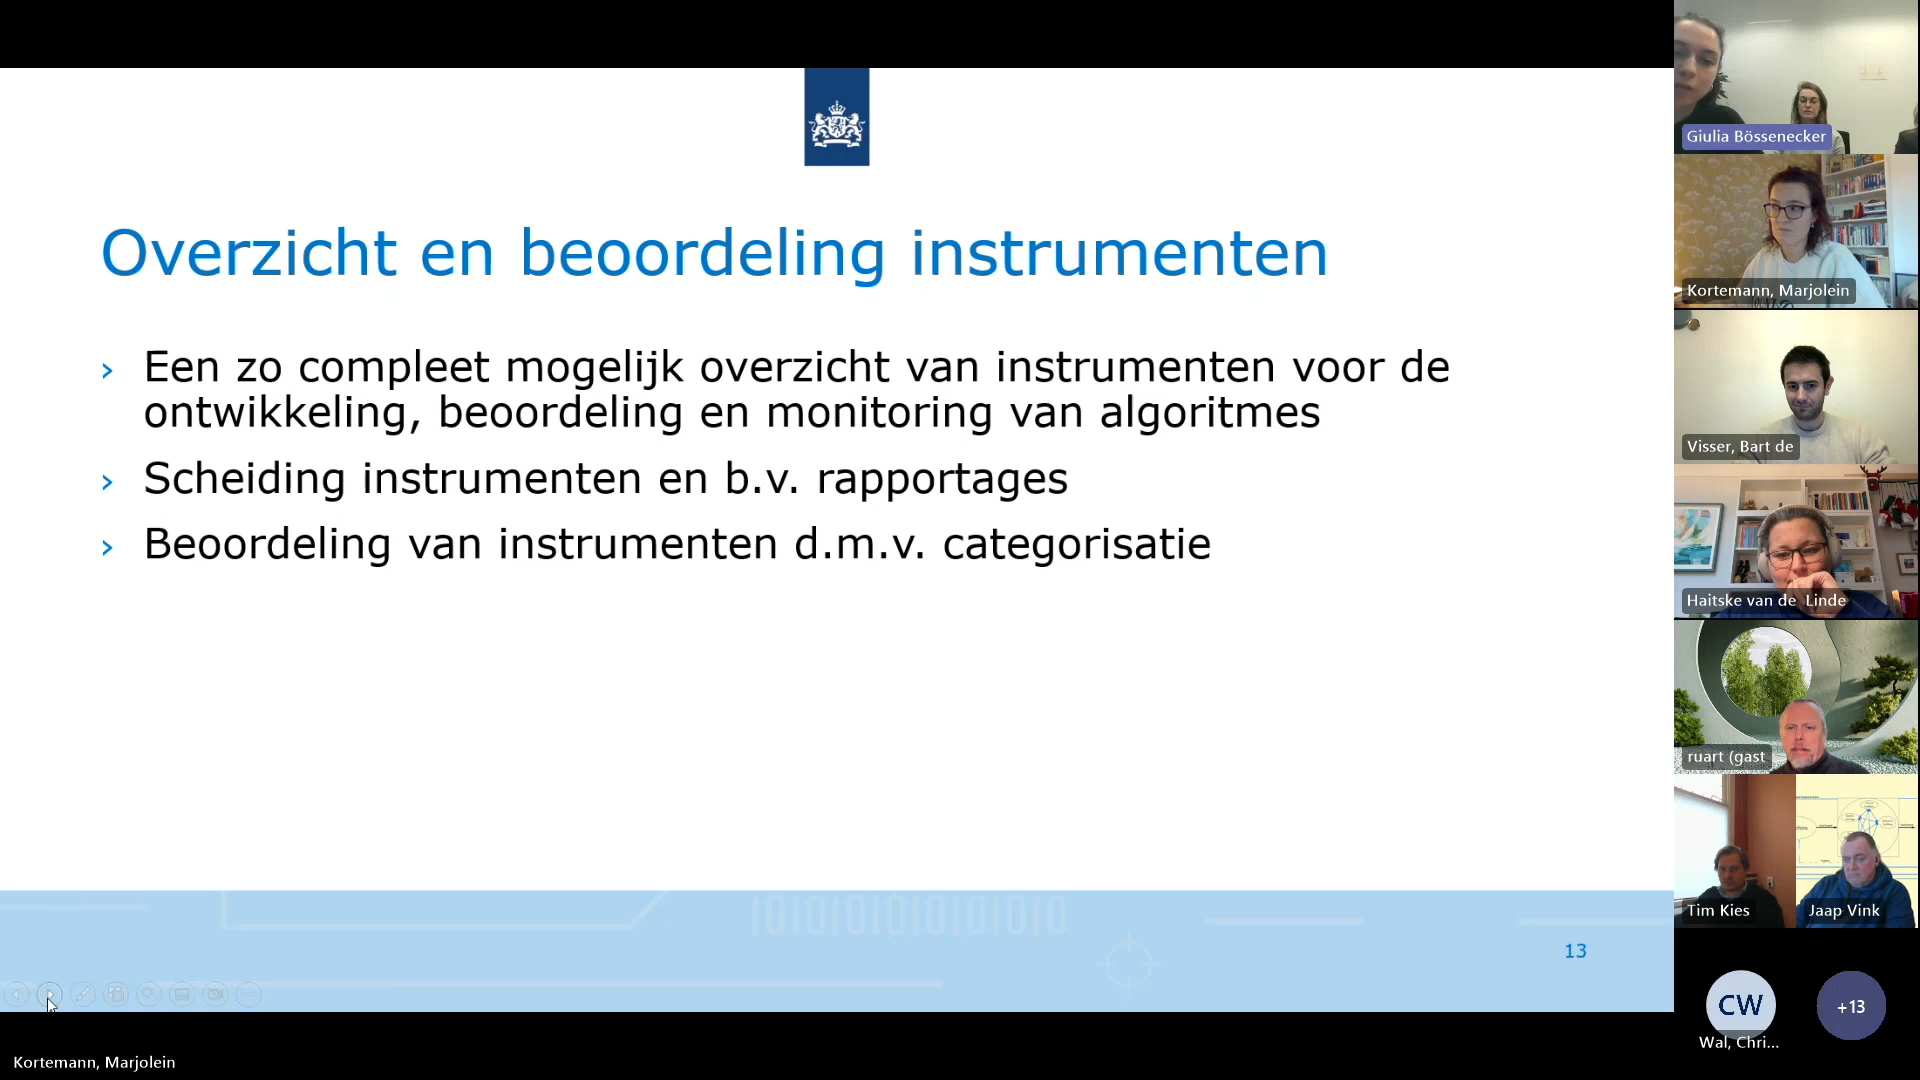 Overzicht en beoordeling instrumenten
› Een zo compleet mogelijk overzicht van instrumenten voor de
ontwikkeling, beoordeling en monitoring van algoritmes
› Scheiding instrumenten en b.v. rapportages
› Beoordeling van instrumenten d.m.v. categorisatie
13
Kortemann, Marjolein
Giulia Bössenecker
Kortemann, Marjolein
Visser, Bart de
Haitske van de Linde
ruart (gast
Tim Kies
Jaap Vink
CW
Wal, Chri...
+13